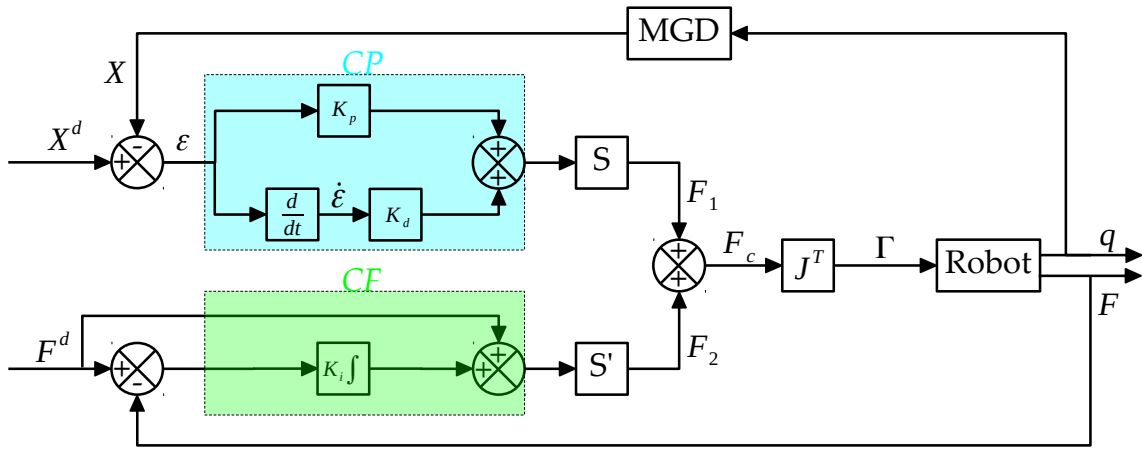 MGD
X
CP
K_p
X^d
-
+
ε
+
+
S
d/dt
ε̇
K_d
F_1
+
+
F_c
J^T
Γ
Robot
q
F
CF
F^d
+
-
K_i ∫
+
+
S'
F_2